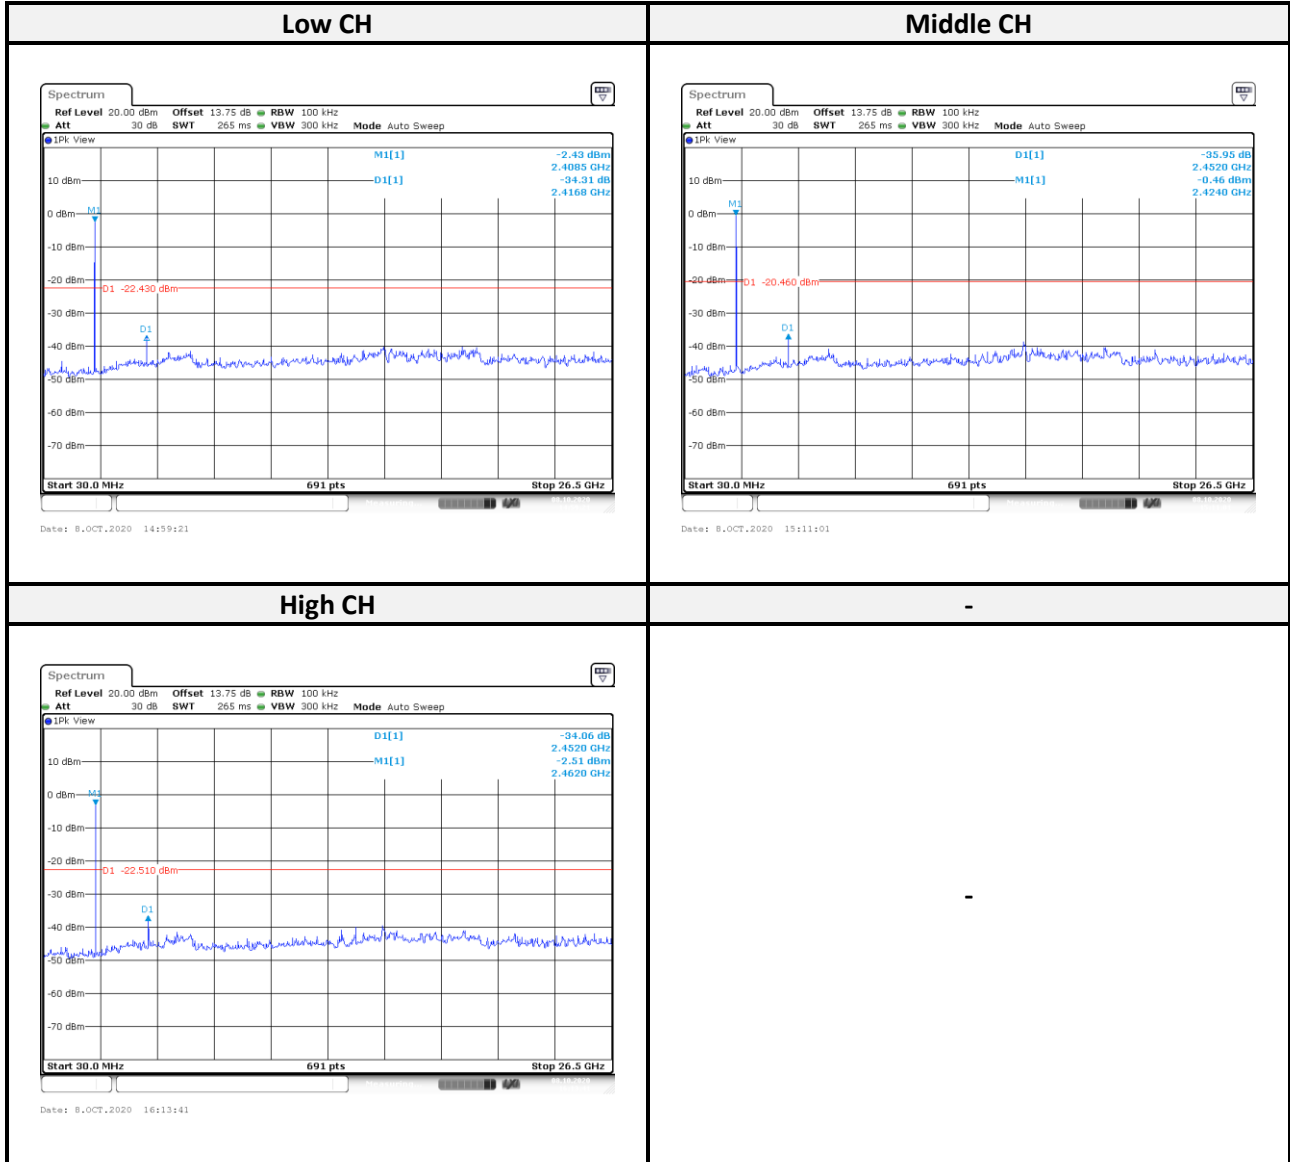 Low CH
Middle CH
Spectrum
Ref Level 20.00 dBm Offset 13.75 dB RBW 100 kHz
Att 30 dB SWT 265 ms VBW 300 kHz Mode Auto Sweep
1Pk View
M1[1] -2.43 dBm
2.4085 GHz
10 dBm D1[1] -34.31 dB
2.4168 GHz
0 dBm M1
-10 dBm
-20 dBm
D1 -22.430 dBm
-30 dBm
D1
-40 dBm
-50 dBm
-60 dBm
-70 dBm
Start 30.0 MHz 691 pts Stop 26.5 GHz
Date: 8.OCT.2020 14:59:21
Spectrum
Ref Level 20.00 dBm Offset 13.75 dB RBW 100 kHz
Att 30 dB SWT 265 ms VBW 300 kHz Mode Auto Sweep
1Pk View
D1[1] -35.95 dB
2.4520 GHz
10 dBm M1[1] -0.46 dBm
2.4240 GHz
M1
0 dBm
-10 dBm
-20 dBm D1 -20.460 dBm
-30 dBm
D1
-40 dBm
-50 dBm
-60 dBm
-70 dBm
Start 30.0 MHz 691 pts Stop 26.5 GHz
Date: 8.OCT.2020 15:11:01
High CH
-
Spectrum
Ref Level 20.00 dBm Offset 13.75 dB RBW 100 kHz
Att 30 dB SWT 265 ms VBW 300 kHz Mode Auto Sweep
1Pk View
D1[1] -34.06 dB
2.4520 GHz
10 dBm M1[1] -2.51 dBm
2.4620 GHz
0 dBm M1
-10 dBm
-20 dBm
D1 -22.510 dBm
-30 dBm
D1
-40 dBm
-50 dBm
-60 dBm
-70 dBm
Start 30.0 MHz 691 pts Stop 26.5 GHz
Date: 8.OCT.2020 16:13:41
-